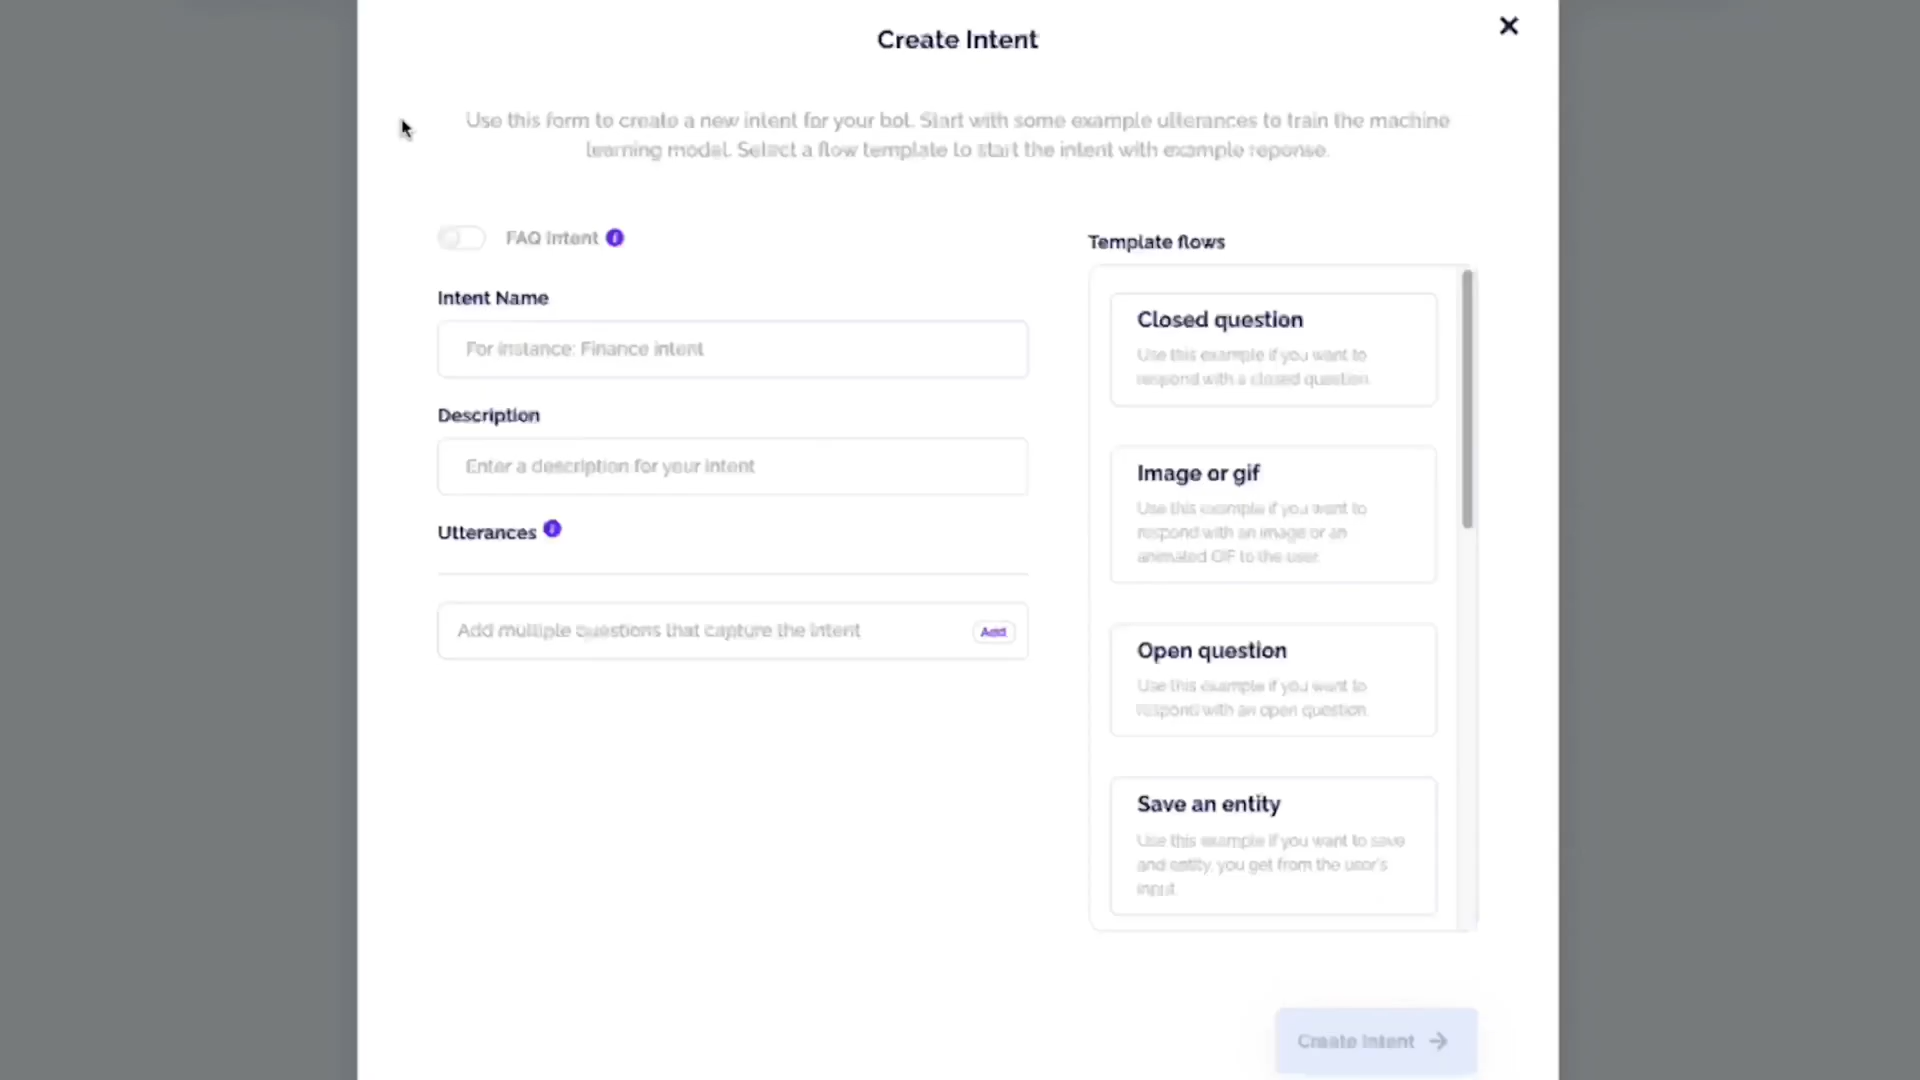 Create Intent
Use this form to create a new intent for your bot. Start with some example utterances to train the machine
learning model. Select a flow template to start the intent with example reponse.
FAQ Intent
Template flows
Intent Name
For instance: Finance intent
Description
Enter a description for your intent
Utterances
Add multiple questions that capture the intent
Add
Closed question
Use this example if you want to
respond with a closed question.
Image or gif
Use this example if you want to
respond with an image or an
animated GIF to the user.
Open question
Use this example if you want to
respond with an open question.
Save an entity
Use this example if you want to save
and entity, you get from the user's
input.
Create Intent